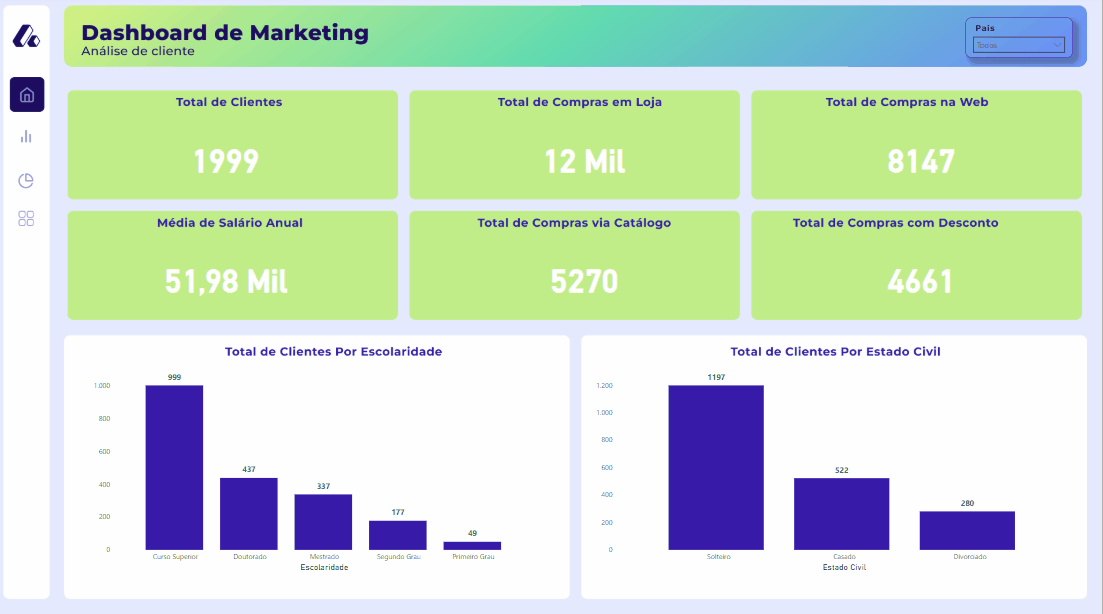 Dashboard de Marketing
Análise de cliente
Pais
Todos
Total de Clientes
1999
Total de Compras em Loja
12 Mil
Total de Compras na Web
8147
Média de Salário Anual
51,98 Mil
Total de Compras via Catálogo
5270
Total de Compras com Desconto
4661
Total de Clientes Por Escolaridade
1.000
800
600
400
200
0
999
437
337
177
49
Curso Superior
Doutorado
Mestrado
Segundo Grau
Primeiro Grau
Escolaridade
Total de Clientes Por Estado Civil
1.200
1.000
800
600
400
200
0
1197
522
280
Solteiro
Casado
Divorciado
Estado Civil